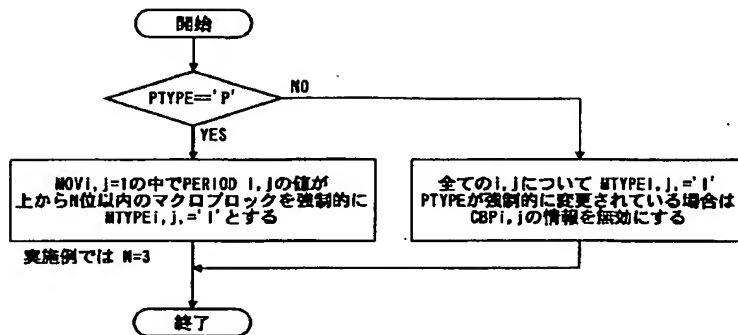 開始
PTYPE=='P'
NO
YES
MOVi,j=1の中でPERIOD i,jの値が
上からN位以内のマクロブロックを強制的に
MTYPEi,j,='I'とする
全てのi,jについて MTYPEi,j,='I'
PTYPEが強制的に変更されている場合は
CBPi,jの情報を無効にする
実施例では N=3
終了